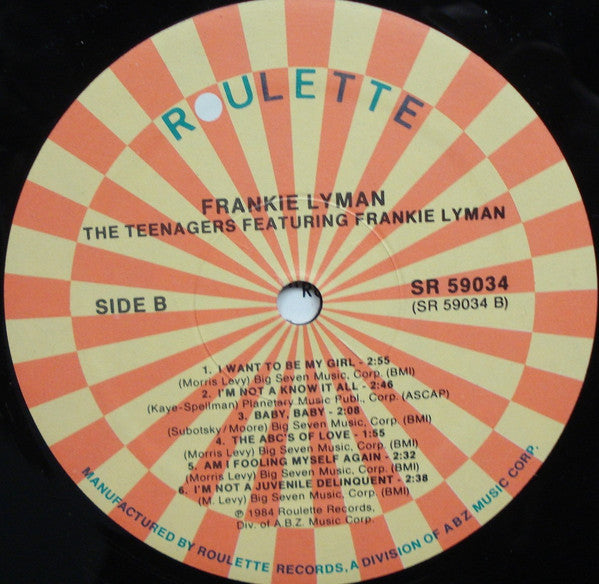 ROULETTE
FRANKIE LYMAN
THE TEENAGERS FEATURING FRANKIE LYMAN
SIDE B
SR 59034
(SR 59034 B)
1. I WANT TO BE MY GIRL - 2:55
(Morris Levy) Big Seven Music, Corp. (BMI)
2. I'M NOT A KNOW IT ALL - 2:46
(Kaye-Spellman) Planetary Music Publ., Corp. (ASCAP)
3. BABY, BABY - 2:08
(Subotsky/Moore) Big Seven Music, Corp. (BMI)
4. THE ABC'S OF LOVE - 1:55
(Morris Levy) Big Seven Music, Corp. (BMI)
5. AM I FOOLING MYSELF AGAIN - 2:32
(Morris Levy) Big Seven Music, Corp. (BMI)
6. I'M NOT A JUVENILE DELINQUENT - 2:38
(M. Levy) Big Seven Music, Corp. (BMI)
℗ 1984 Roulette Records,
Div. of A.B.Z. Music Corp.
MANUFACTURED BY ROULETTE RECORDS, A DIVISION OF ABZ MUSIC CORP.